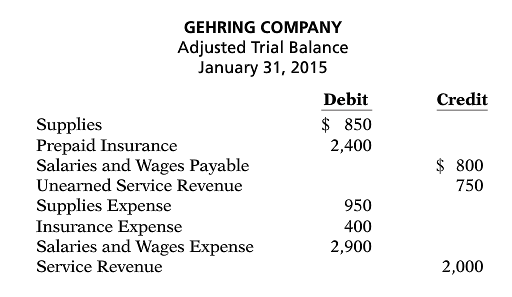 GEHRING COMPANY
Adjusted Trial Balance
January 31, 2015
Debit Credit
Supplies $ 850
Prepaid Insurance 2,400
Salaries and Wages Payable $ 800
Unearned Service Revenue 750
Supplies Expense 950
Insurance Expense 400
Salaries and Wages Expense 2,900
Service Revenue 2,000